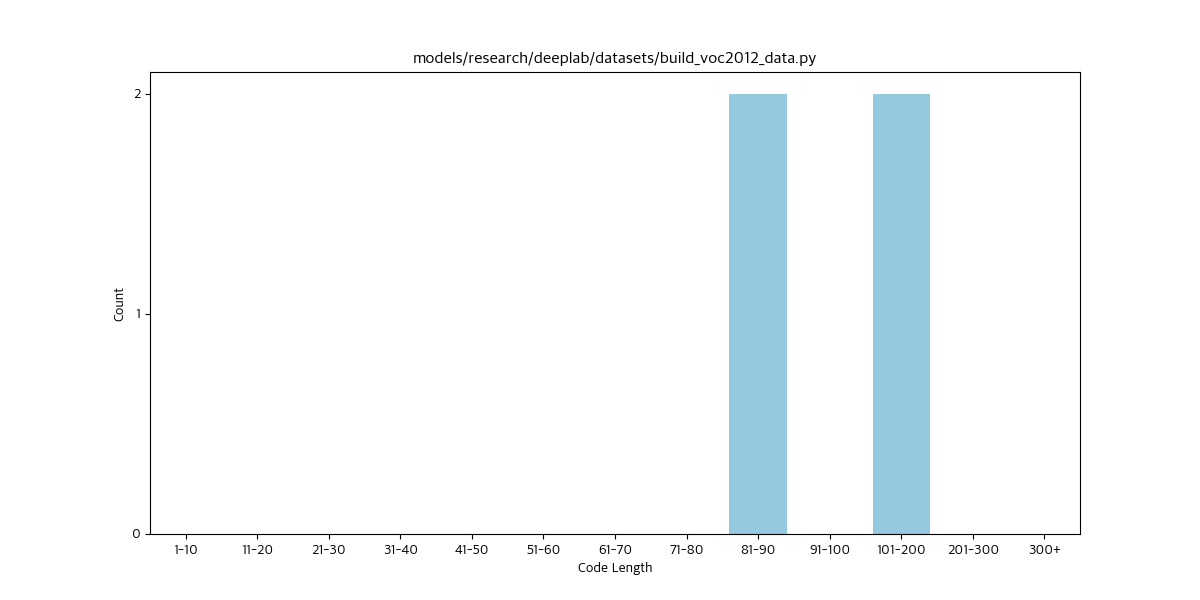 models/research/deeplab/datasets/build_voc2012_data.py
2
1
0
Count
1-10 11-20 21-30 31-40 41-50 51-60 61-70 71-80 81-90 91-100 101-200 201-300 300+
Code Length